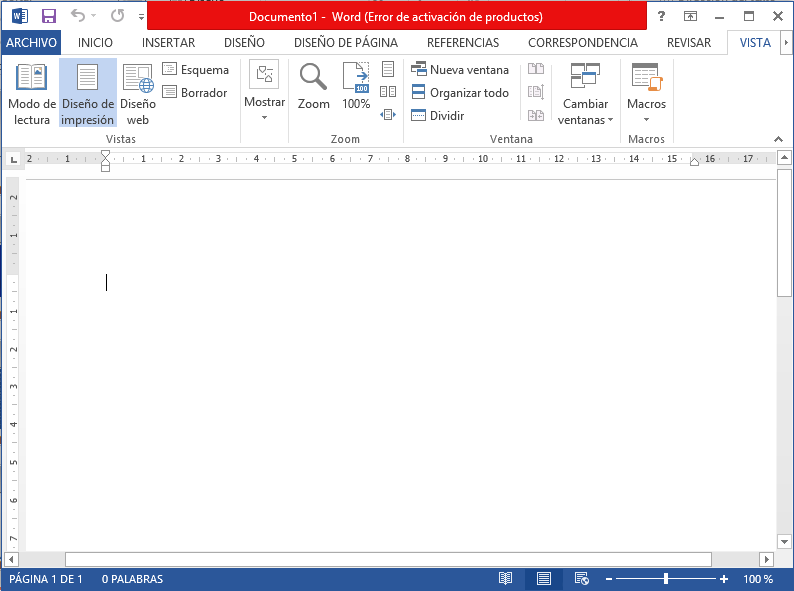 Documento1 - Word (Error de activación de productos)
ARCHIVO INICIO INSERTAR DISEÑO DISEÑO DE PÁGINA REFERENCIAS CORRESPONDENCIA REVISAR VISTA
Modo de lectura
Diseño de impresión
Diseño web
Esquema
Borrador
Vistas
Mostrar
Zoom
100
100%
Zoom
Nueva ventana
Organizar todo
Dividir
Cambiar ventanas
Ventana
Macros
Macros
L
2 1 1 2 3 4 5 6 7 8 9 10 11 12 13 14 15 16 17
2
1
1
2
3
4
5
6
7
PÁGINA 1 DE 1 0 PALABRAS 100 %